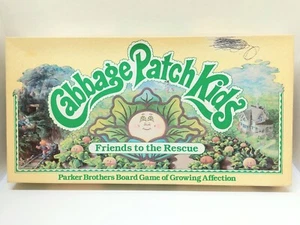 Cabbage Patch Kids
Friends to the Rescue
Parker Brothers Board Game of Growing Affection